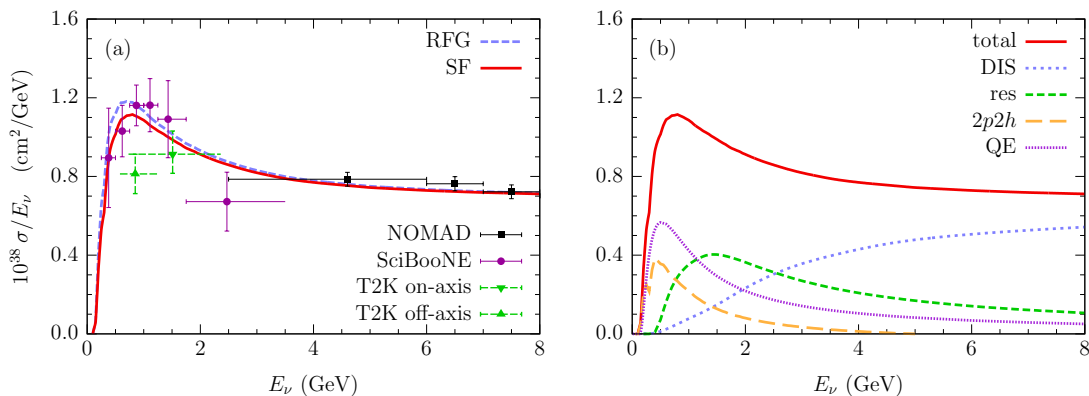 (a)
RFG
SF
NOMAD
SciBooNE
T2K on-axis
T2K off-axis
10^38 σ/E_ν (cm²/GeV)
1.6
1.2
0.8
0.4
0.0
0 2 4 6 8
E_ν (GeV)
(b)
total
DIS
res
2p2h
QE
1.6
1.2
0.8
0.4
0.0
0 2 4 6 8
E_ν (GeV)